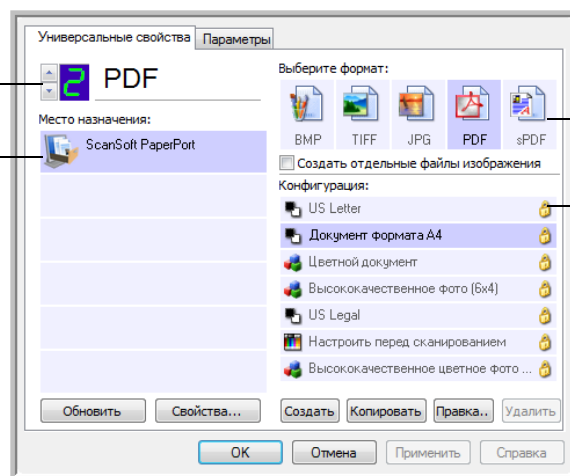 Универсальные свойства Параметры
2 PDF
Место назначения:
ScanSoft PaperPort
Выберите формат:
BMP TIFF JPG PDF sPDF
Создать отдельные файлы изображения
Конфигурация:
US Letter
Документ формата A4
Цветной документ
Высококачественное фото (6x4)
US Legal
Настроить перед сканированием
Высококачественное цветное фото ...
Обновить Свойства... Создать Копировать Правка.. Удалить
OK Отмена Применить Справка